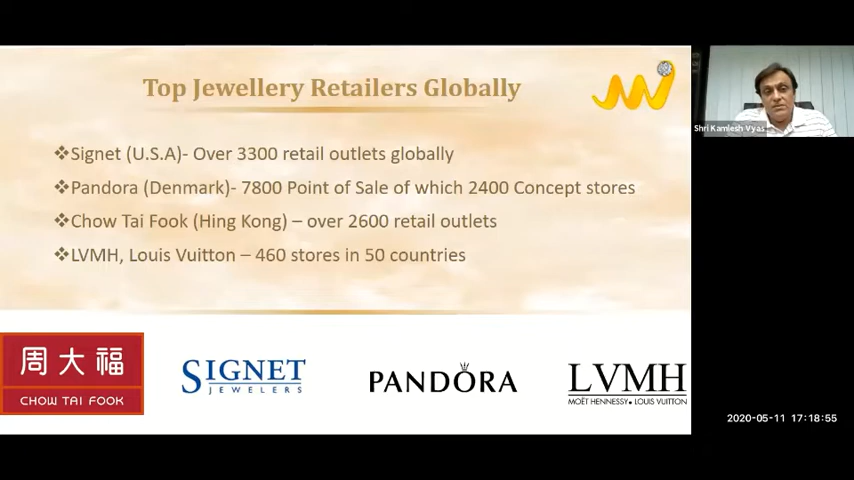 Top Jewellery Retailers Globally
❖Signet (U.S.A)- Over 3300 retail outlets globally
❖Pandora (Denmark)- 7800 Point of Sale of which 2400 Concept stores
❖Chow Tai Fook (Hing Kong) – over 2600 retail outlets
❖LVMH, Louis Vuitton – 460 stores in 50 countries
周大福
CHOW TAI FOOK
SIGNET
JEWELERS
PANDORA
LVMH
MOËT HENNESSY • LOUIS VUITTON
Shri Kamlesh Vyas
2020-05-11 17:18:55